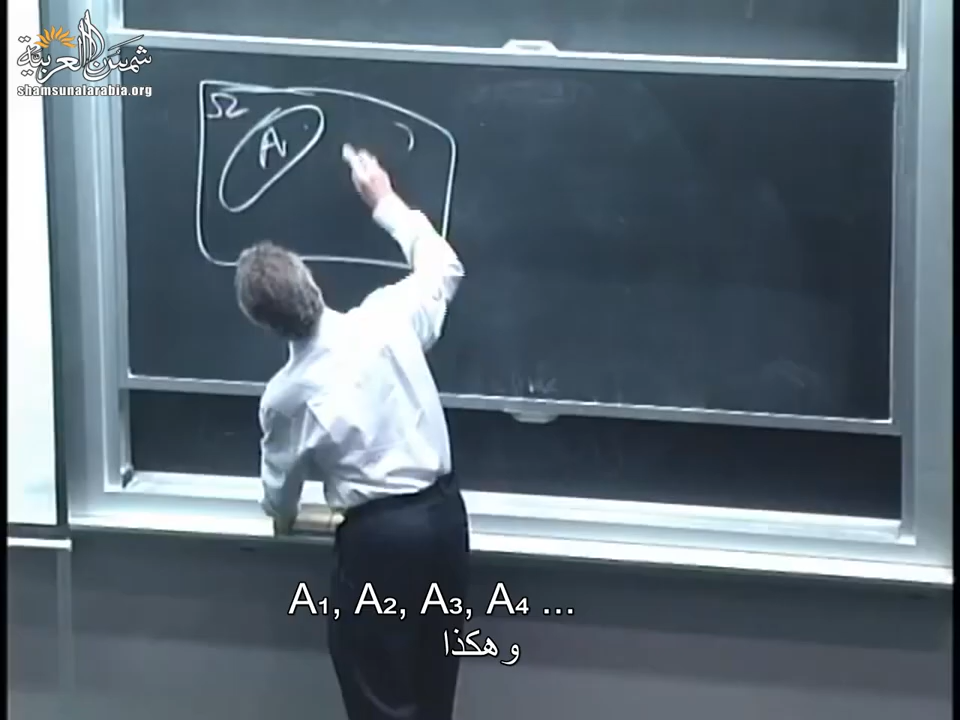 شمس العربية
shamsunalarabia.org
Ω
A
A₁, A₂, A₃, A₄ ...
وهكذا